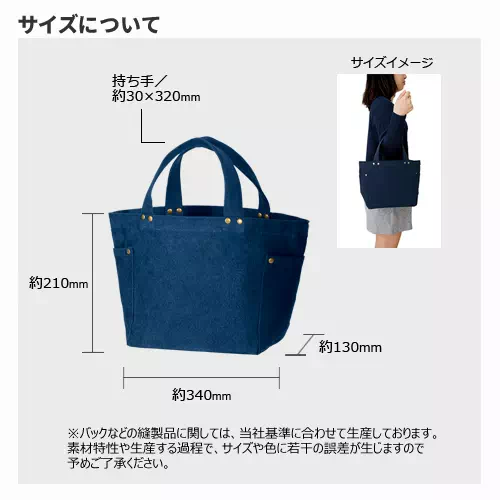 サイズについて
持ち手／
約30×320mm
サイズイメージ
約210mm
約130mm
約340mm
※バックなどの縫製品に関しては、当社基準に合わせて生産しております。
素材特性や生産する過程で、サイズや色に若干の誤差が生じますので
予めご了承ください。